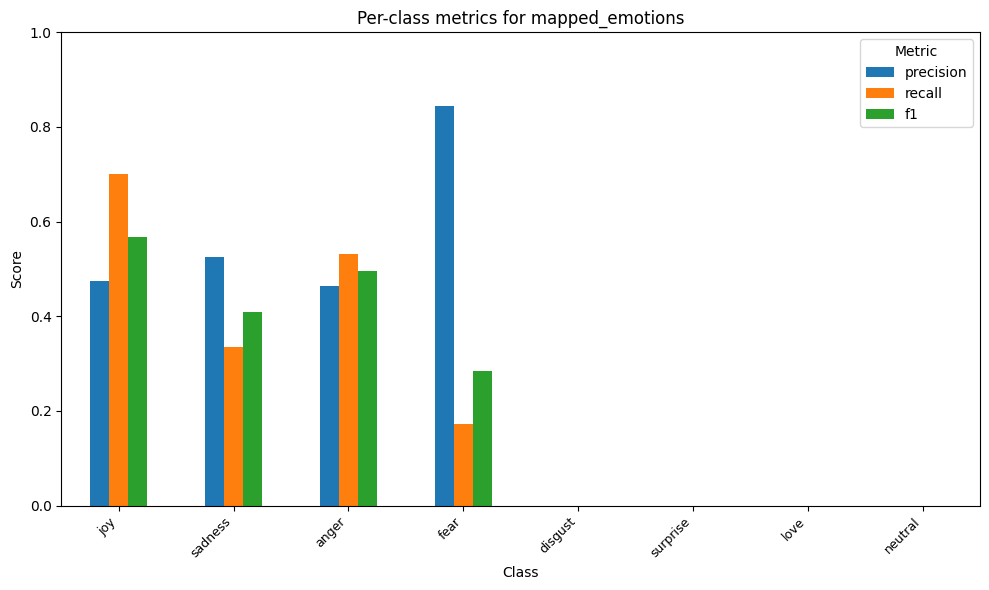 Per-class metrics for mapped_emotions
Metric
precision
recall
f1
1.0
0.8
0.6
0.4
0.2
0.0
Score
joy
sadness
anger
fear
disgust
surprise
love
neutral
Class